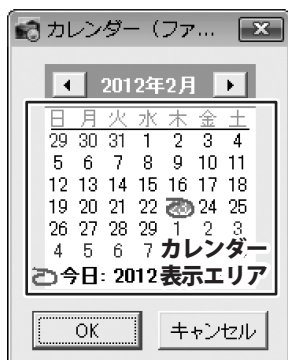 カレンダー（ファ...
2012年2月
日 月 火 水 木 金 土
29 30 31 1 2 3 4
5 6 7 8 9 10 11
12 13 14 15 16 17 18
19 20 21 22 23 24 25
26 27 28 29 1 2 3
4 5 6 7 カレンダー
今日: 2012 表示エリア
OK キャンセル